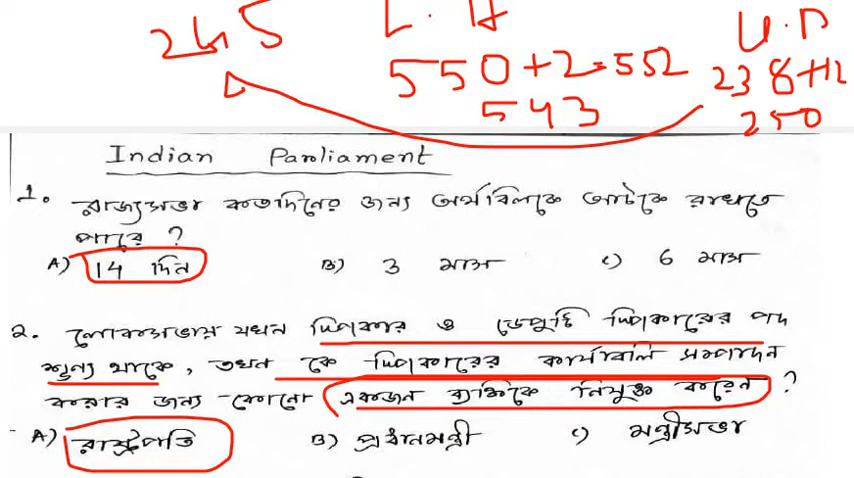 245 L.H U.P
550+2=552 238+12
543 250
Indian Parliament
1. রাজ্যসভা কতদিনের জন্য অর্থবিলকে আটকে রাখতে
পারে ?
A) 14 দিন B) 3 মাস C) 6 মাস
2. লোকসভায় যখন স্পিকার ও ডেপুটি স্পিকারের পদ
শূন্য থাকে, তখন কে স্পিকারের কার্যাবলি সম্পাদন
করার জন্য কোনো একজন ব্যক্তিকে নিযুক্ত করেন ?
A) রাষ্ট্রপতি B) প্রধানমন্ত্রী C) মন্ত্রীসভা